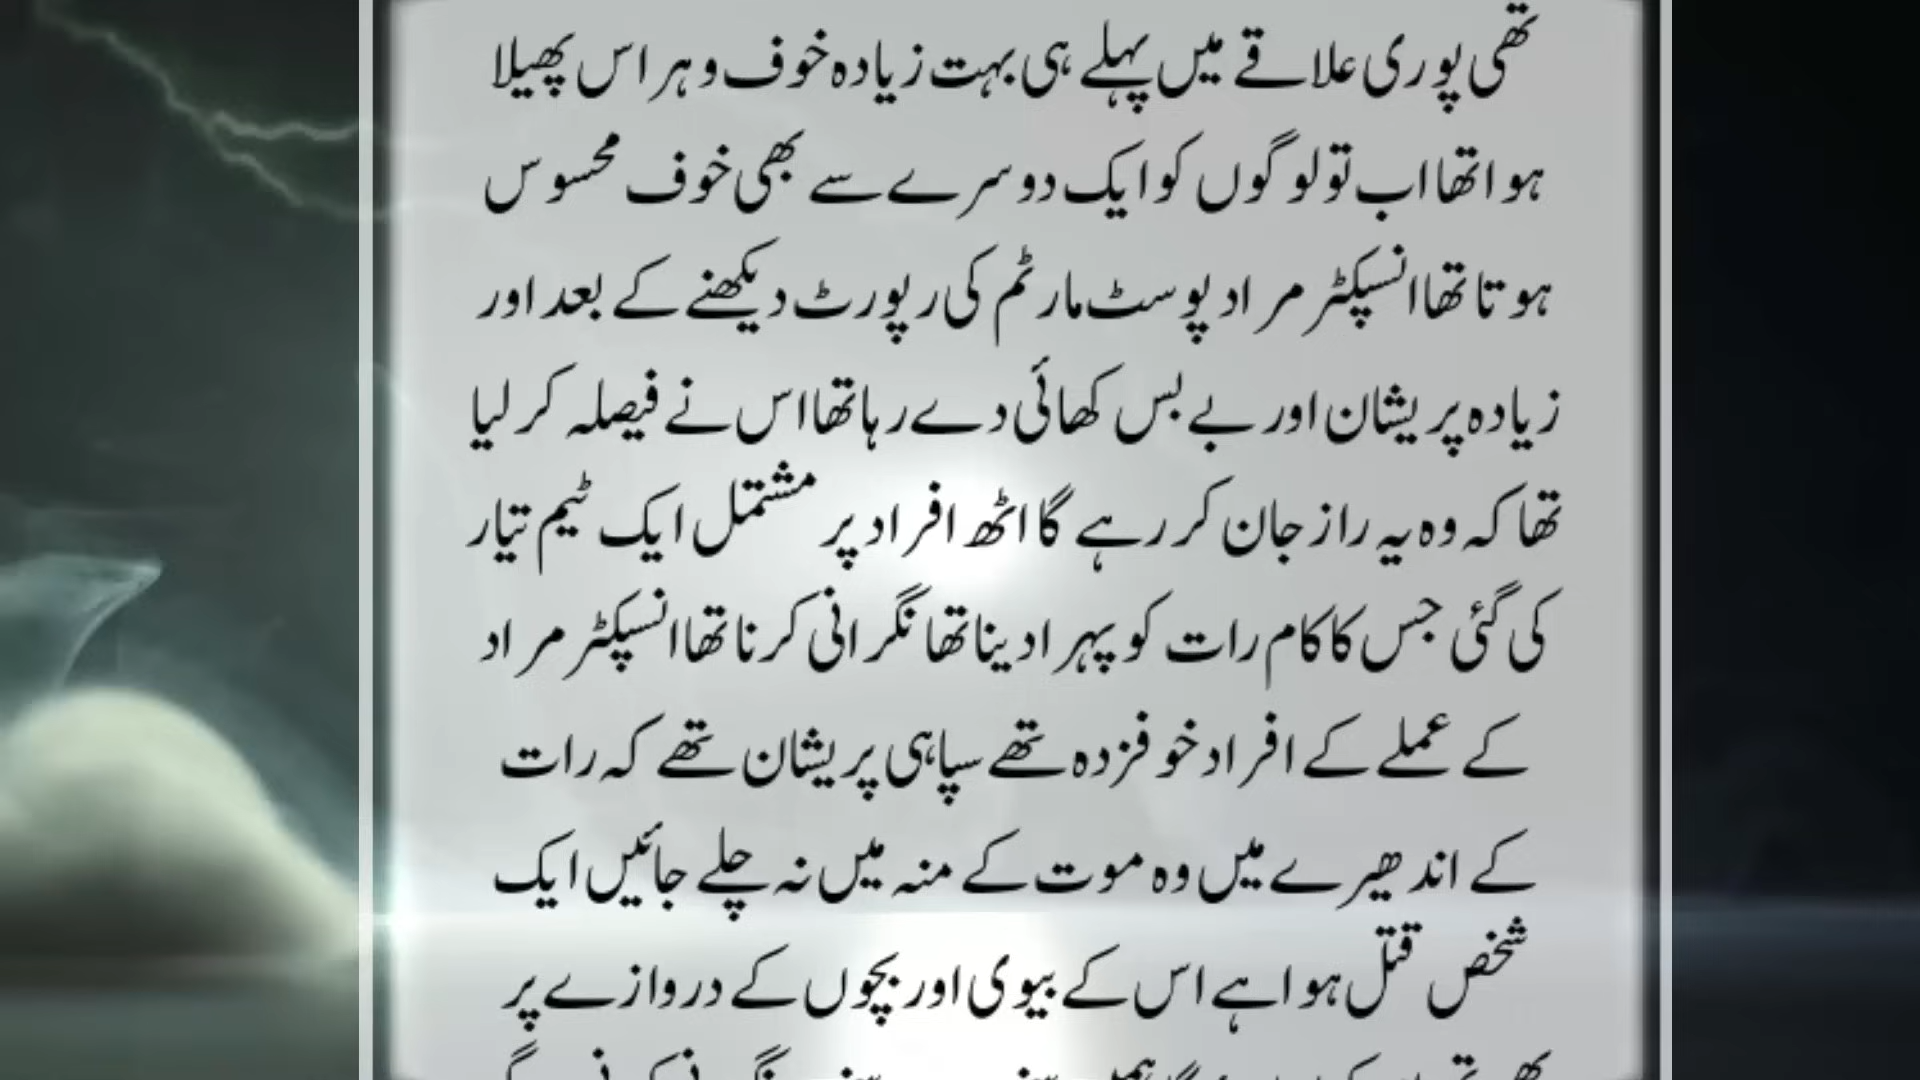 تھی پوری علاقے میں پہلے ہی بہت زیادہ خوف و ہراس پھیلا
ہوا تھا اب تو لوگوں کو ایک دوسرے سے بھی خوف محسوس
ہوتا تھا انسپکٹر مراد پوسٹ مارٹم کی رپورٹ دیکھنے کے بعد اور
زیادہ پریشان اور بے بس کھائی دے رہا تھا اس نے فیصلہ کر لیا
تھا کہ وہ یہ راز جان کر رہے گا اٹھ افراد پر مشتمل ایک ٹیم تیار
کی گئی جس کا کام رات کو پہرا دینا تھا نگرانی کرنا تھا انسپکٹر مراد
کے عملے کے افراد خوفزدہ تھے سپاہی پریشان تھے کہ رات
کے اندھیرے میں وہ موت کے منہ میں نہ چلے جائیں ایک
شخص قتل ہوا ہے اس کے بیوی اور بچوں کے دروازے پر